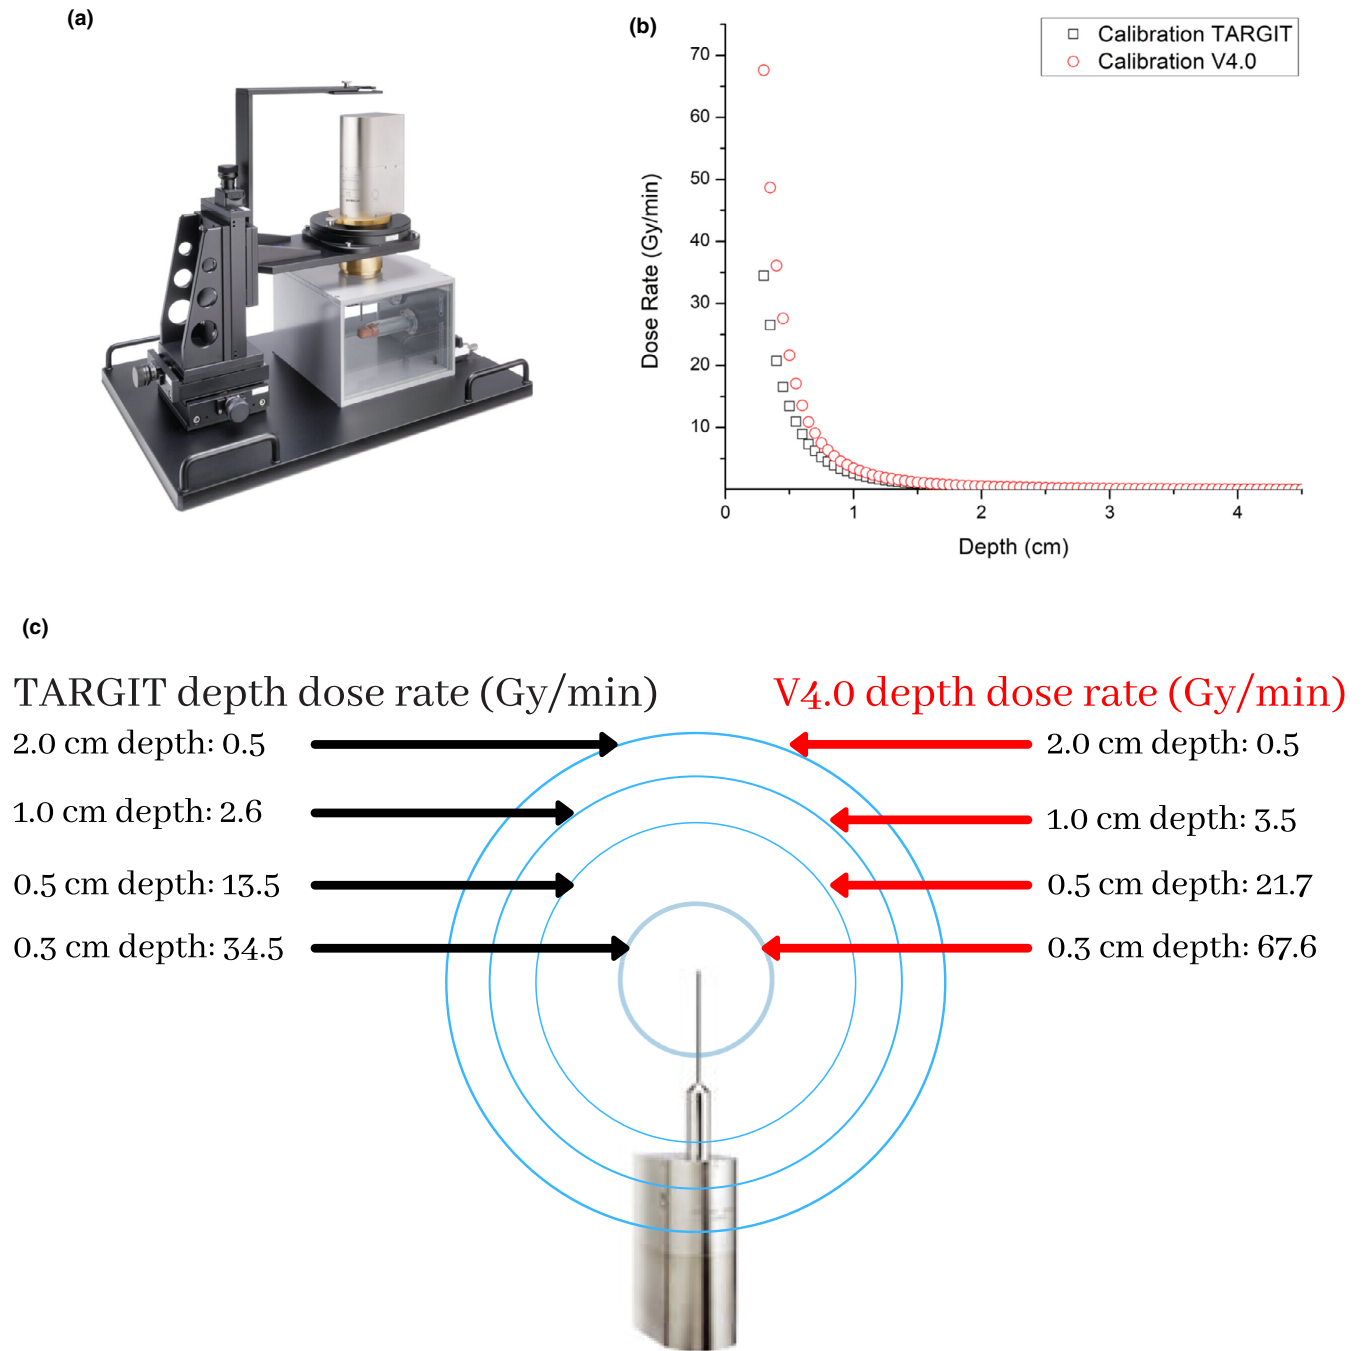 (a)
(b)
Calibration TARGIT
Calibration V4.0
70
60
50
40
30
20
10
Dose Rate (Gy/min)
0
1
2
3
4
Depth (cm)
(c)
TARGIT depth dose rate (Gy/min)
2.0 cm depth: 0.5
1.0 cm depth: 2.6
0.5 cm depth: 13.5
0.3 cm depth: 34.5
V4.0 depth dose rate (Gy/min)
2.0 cm depth: 0.5
1.0 cm depth: 3.5
0.5 cm depth: 21.7
0.3 cm depth: 67.6